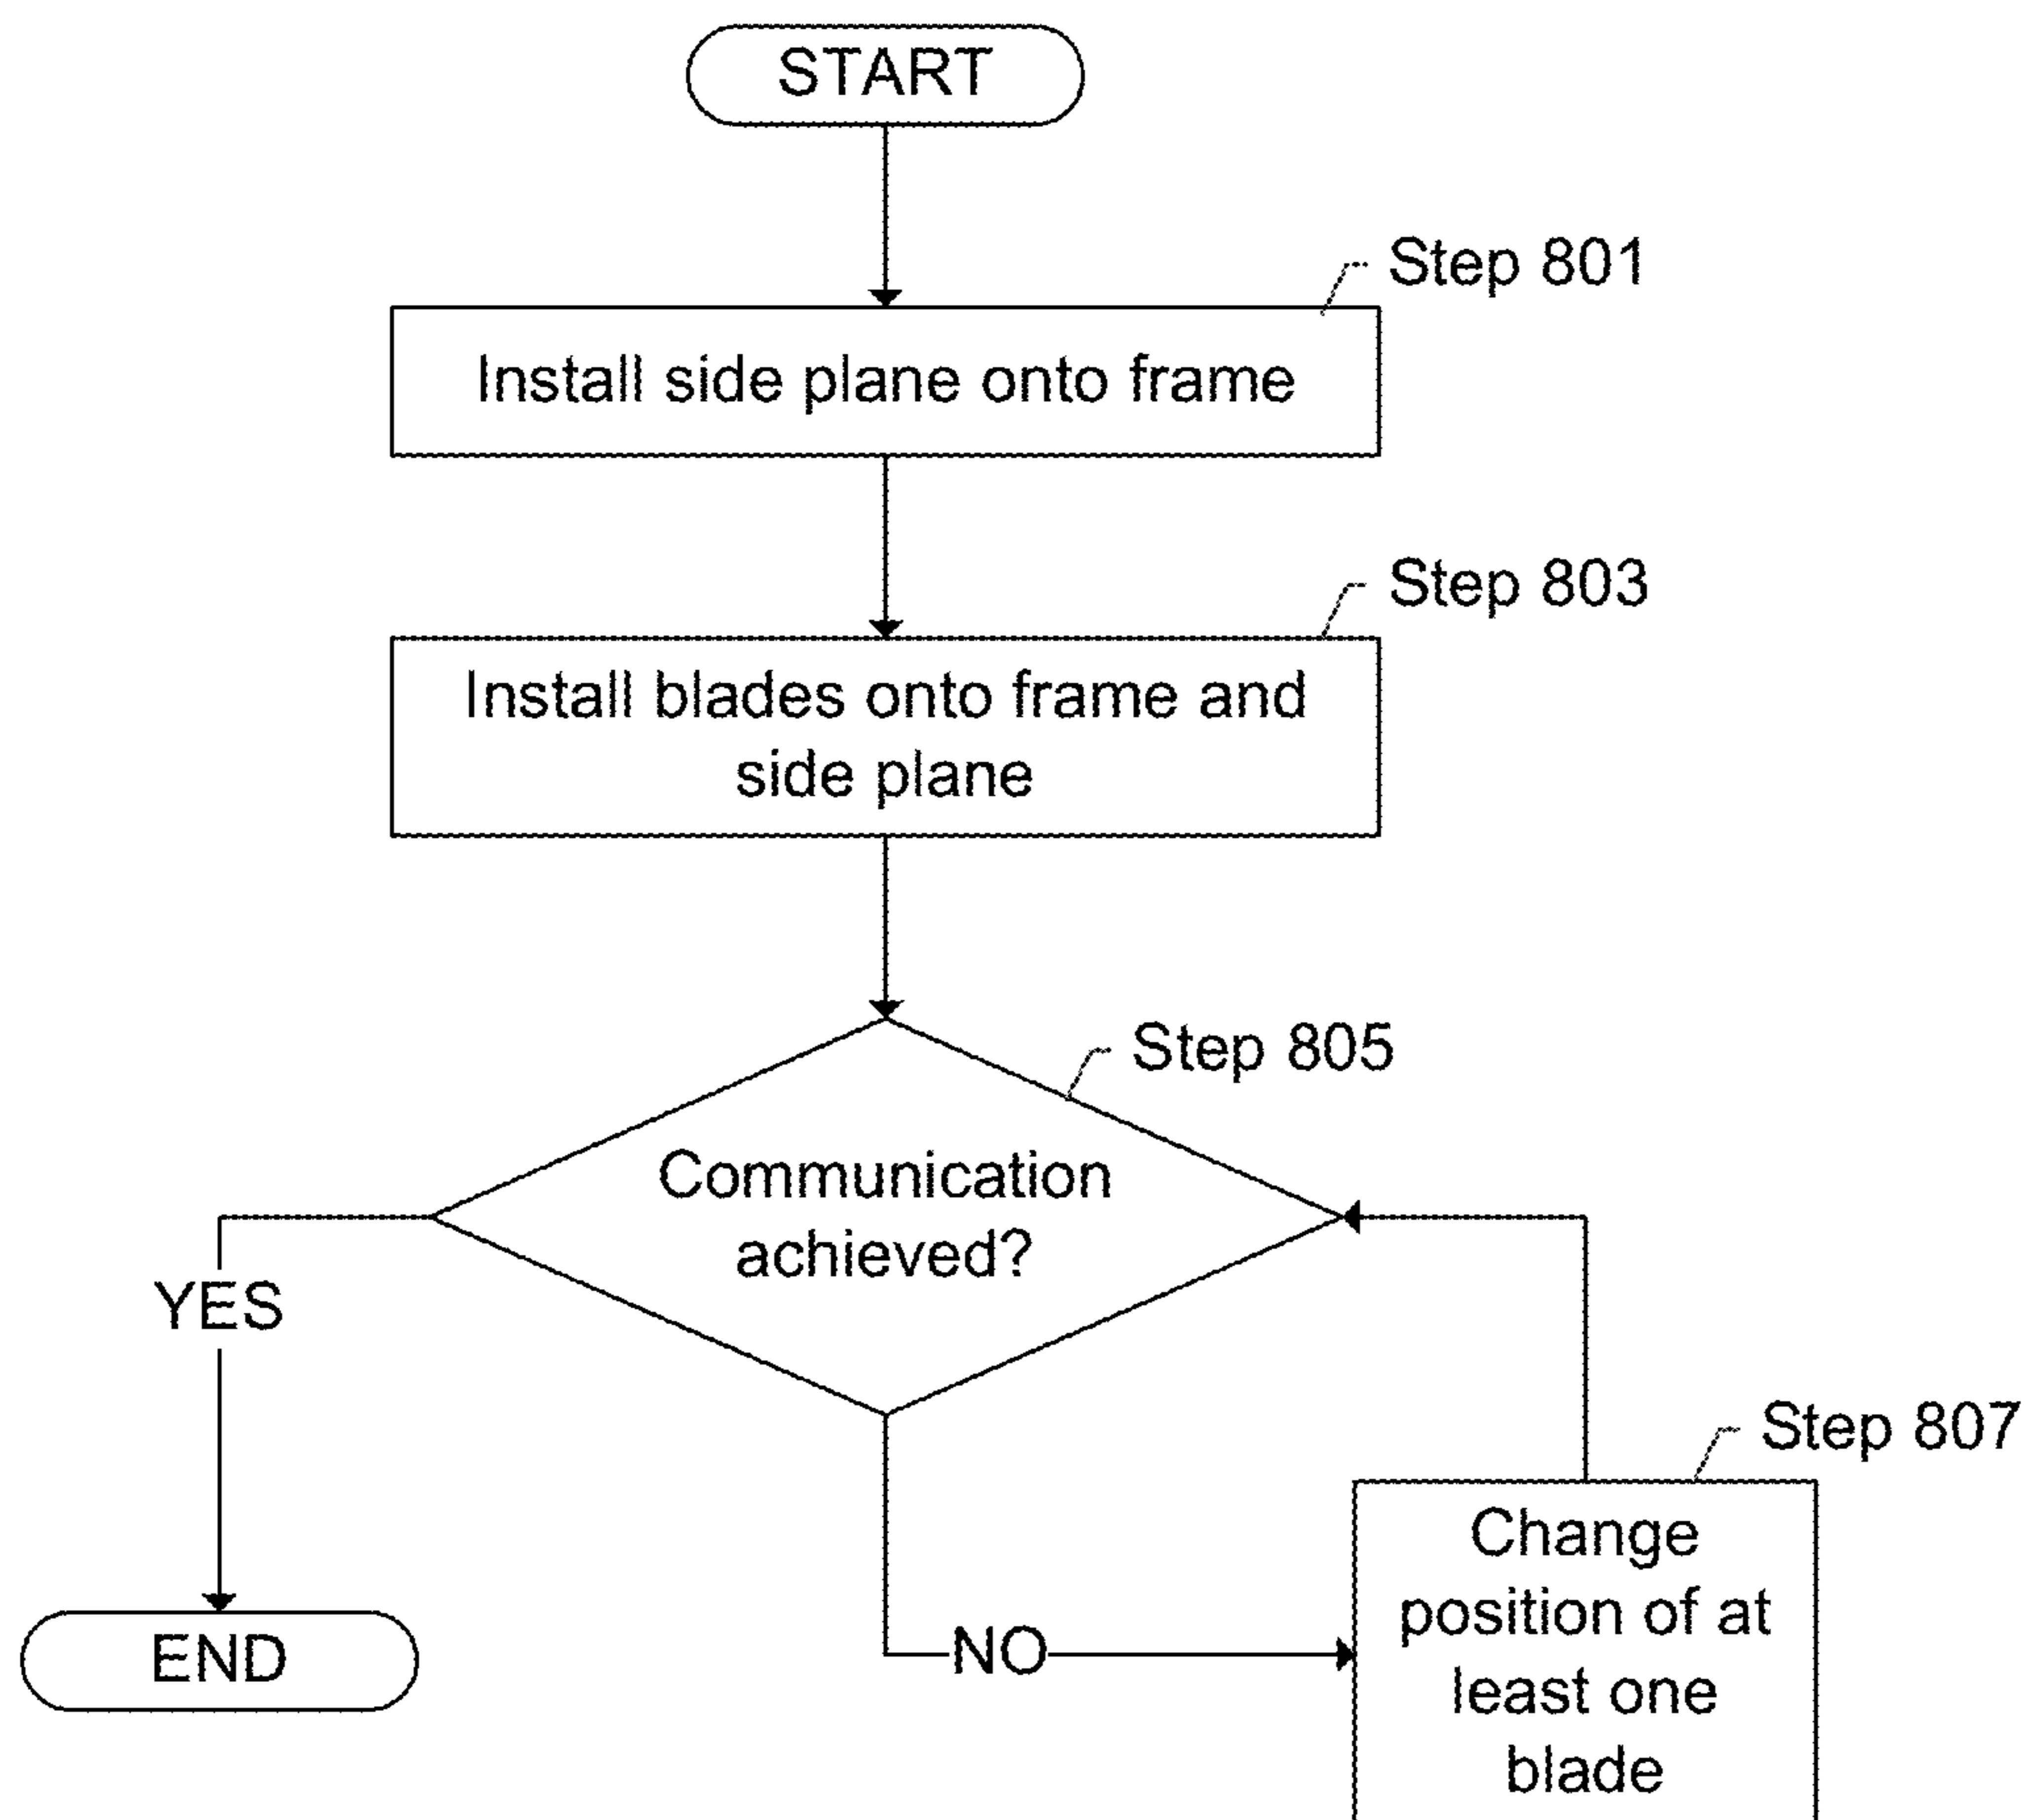 START
Step 801
Install side plane onto frame
Step 803
Install blades onto frame and
side plane
Step 805
Communication
achieved?
YES
Step 807
Change
position of at
least one
blade
NO
END